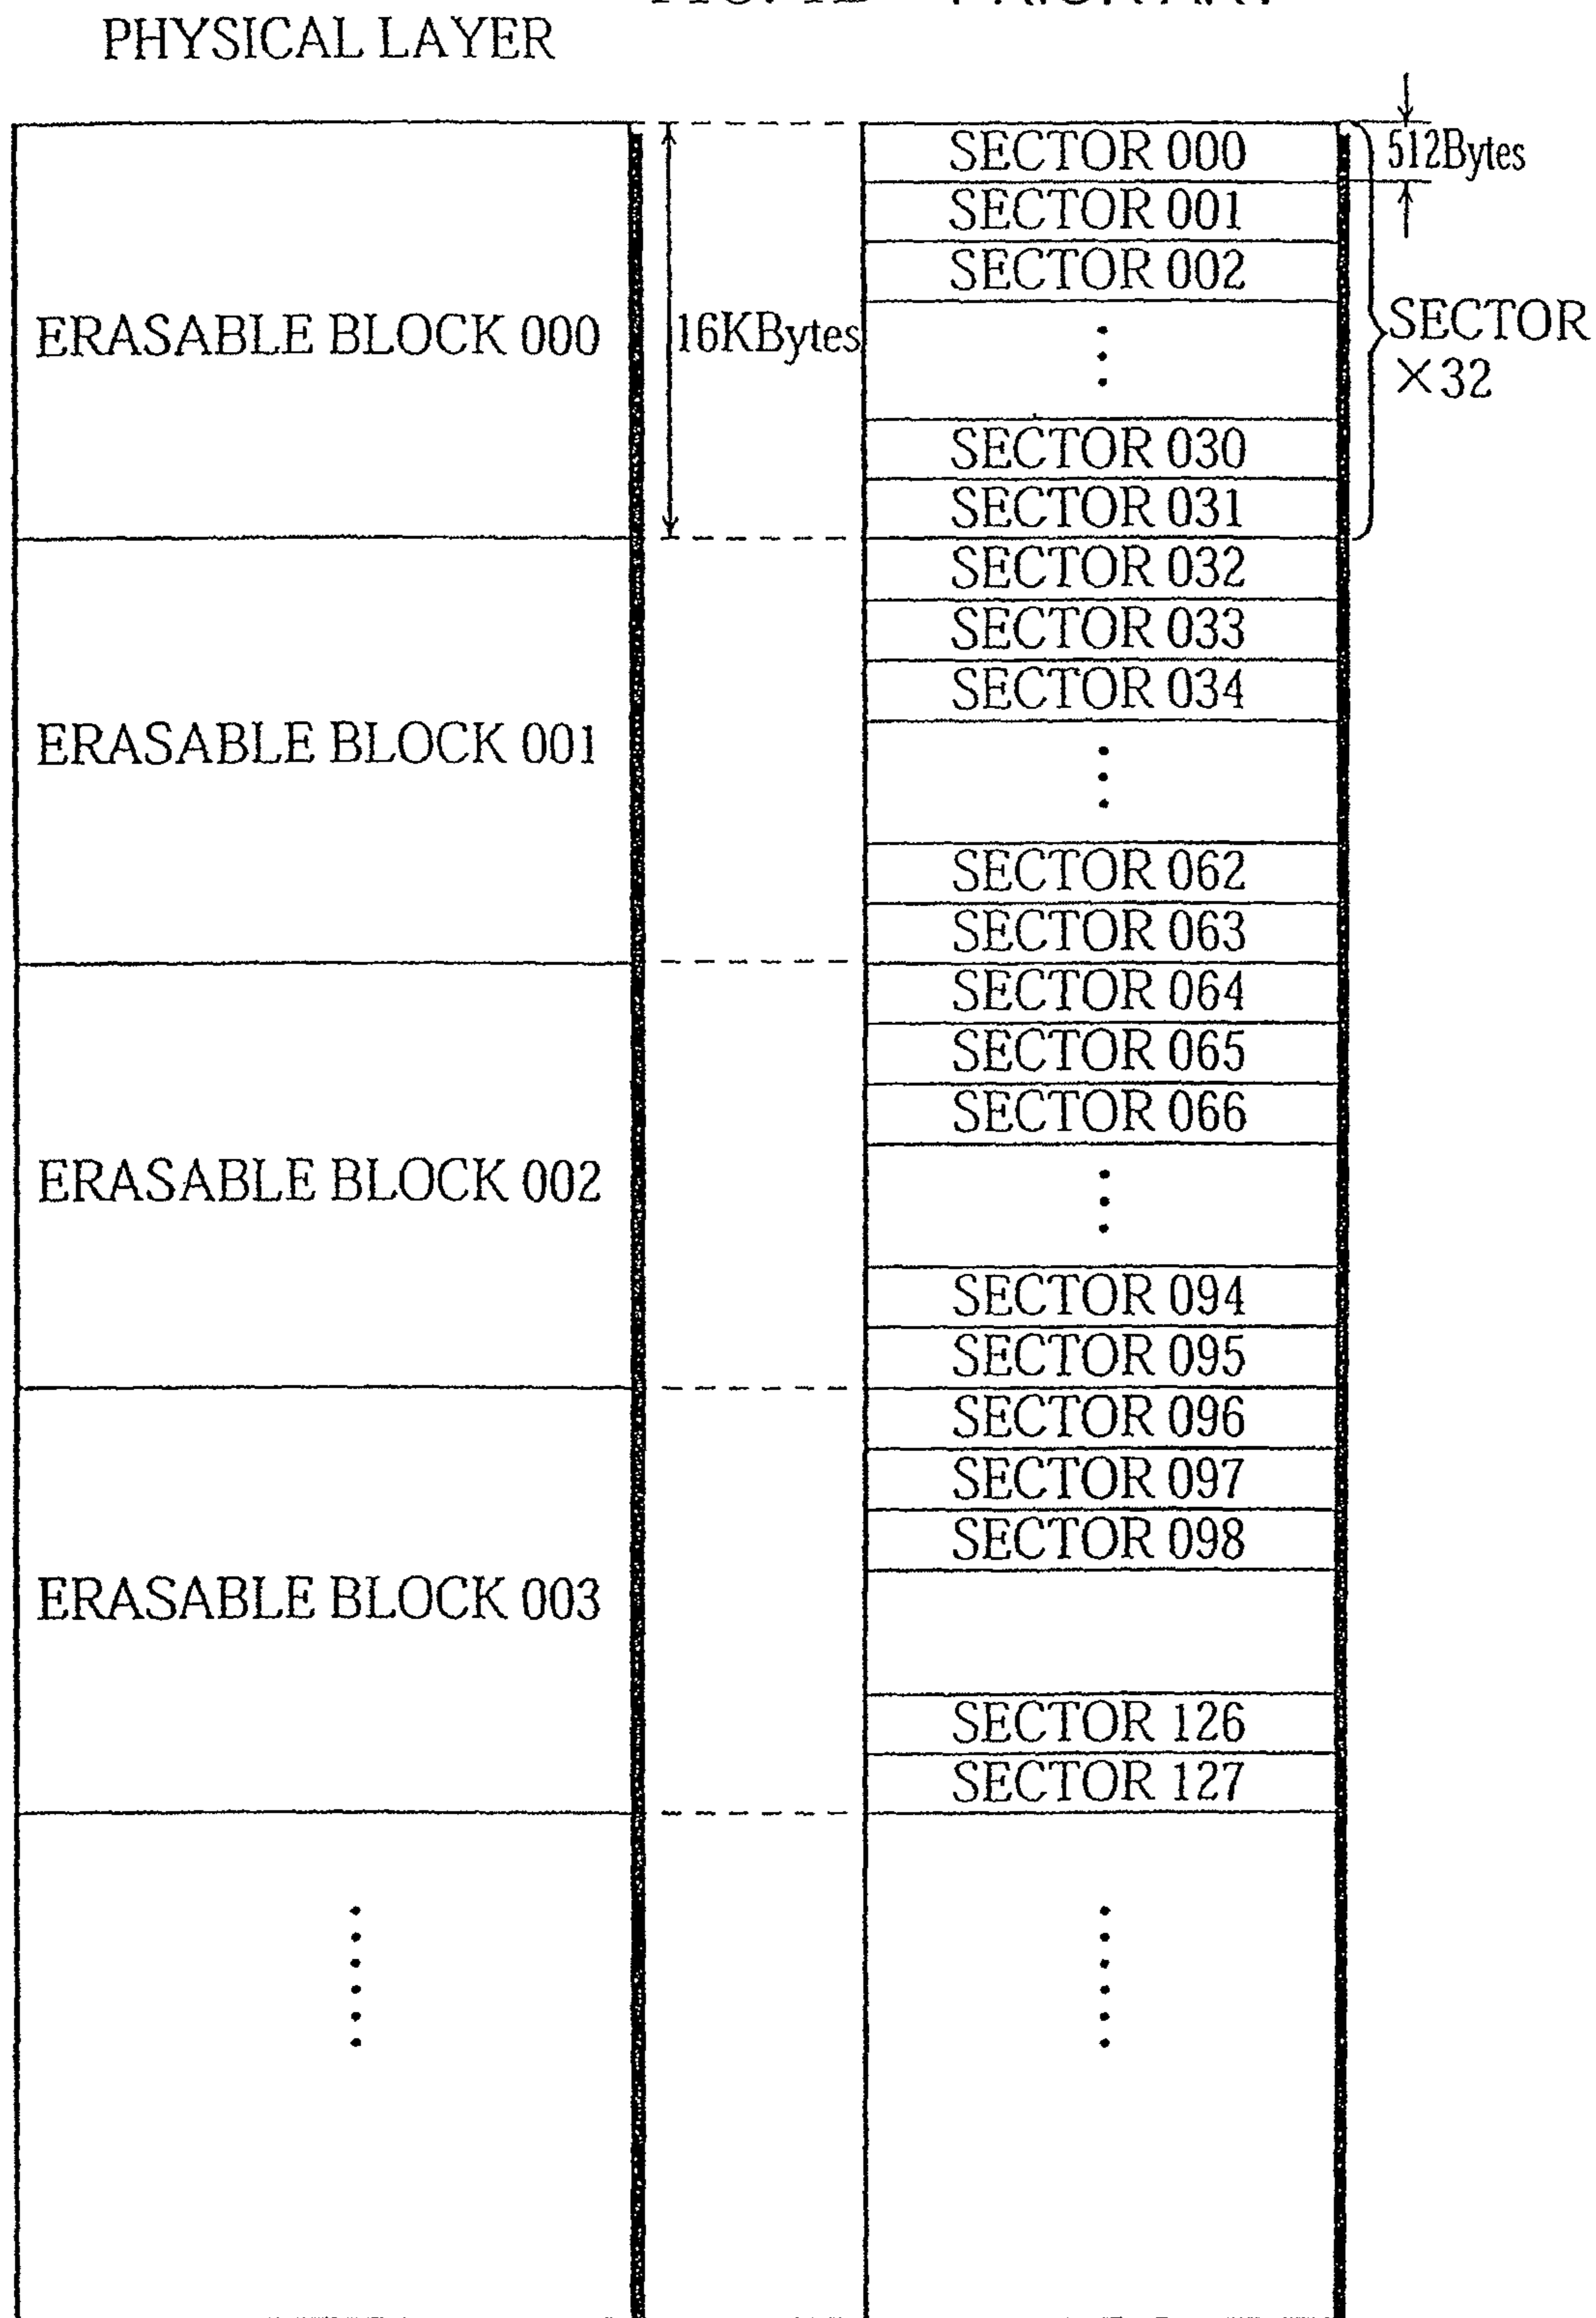 PHYSICAL LAYER
SECTOR 000
512Bytes
SECTOR 001
SECTOR 002
ERASABLE BLOCK 000
16KBytes
SECTOR
×32
SECTOR 030
SECTOR 031
SECTOR 032
SECTOR 033
SECTOR 034
ERASABLE BLOCK 001
SECTOR 062
SECTOR 063
SECTOR 064
SECTOR 065
SECTOR 066
ERASABLE BLOCK 002
SECTOR 094
SECTOR 095
SECTOR 096
SECTOR 097
SECTOR 098
ERASABLE BLOCK 003
SECTOR 126
SECTOR 127